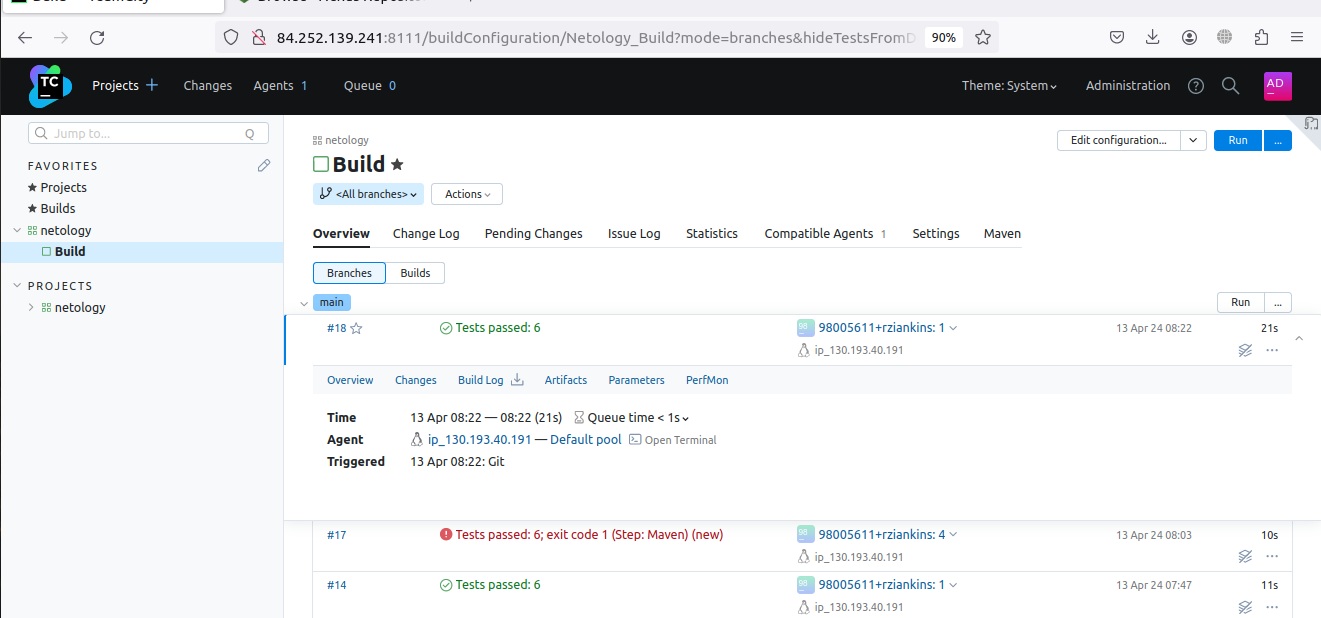 84.252.139.241:8111/buildConfiguration/Netology_Build?mode=branches&hideTestsFromD 90%
TC Projects Changes Agents 1 Queue 0 Theme: System Administration ? AD
Jump to... Q
FAVORITES
Projects
Builds
netology
Build
PROJECTS
netology
netology
Build
Edit configuration... Run ...
<All branches> Actions
Overview Change Log Pending Changes Issue Log Statistics Compatible Agents 1 Settings Maven
Branches Builds
main Run ...
#18 Tests passed: 6 98 98005611+rziankins: 1 13 Apr 24 08:22 21s
ip_130.193.40.191
Overview Changes Build Log Artifacts Parameters PerfMon
Time 13 Apr 08:22 — 08:22 (21s) Queue time < 1s
Agent ip_130.193.40.191 — Default pool Open Terminal
Triggered 13 Apr 08:22: Git
#17 Tests passed: 6; exit code 1 (Step: Maven) (new) 98 98005611+rziankins: 4 13 Apr 24 08:03 10s
ip_130.193.40.191
#14 Tests passed: 6 98 98005611+rziankins: 1 13 Apr 24 07:47 11s
ip_130.193.40.191